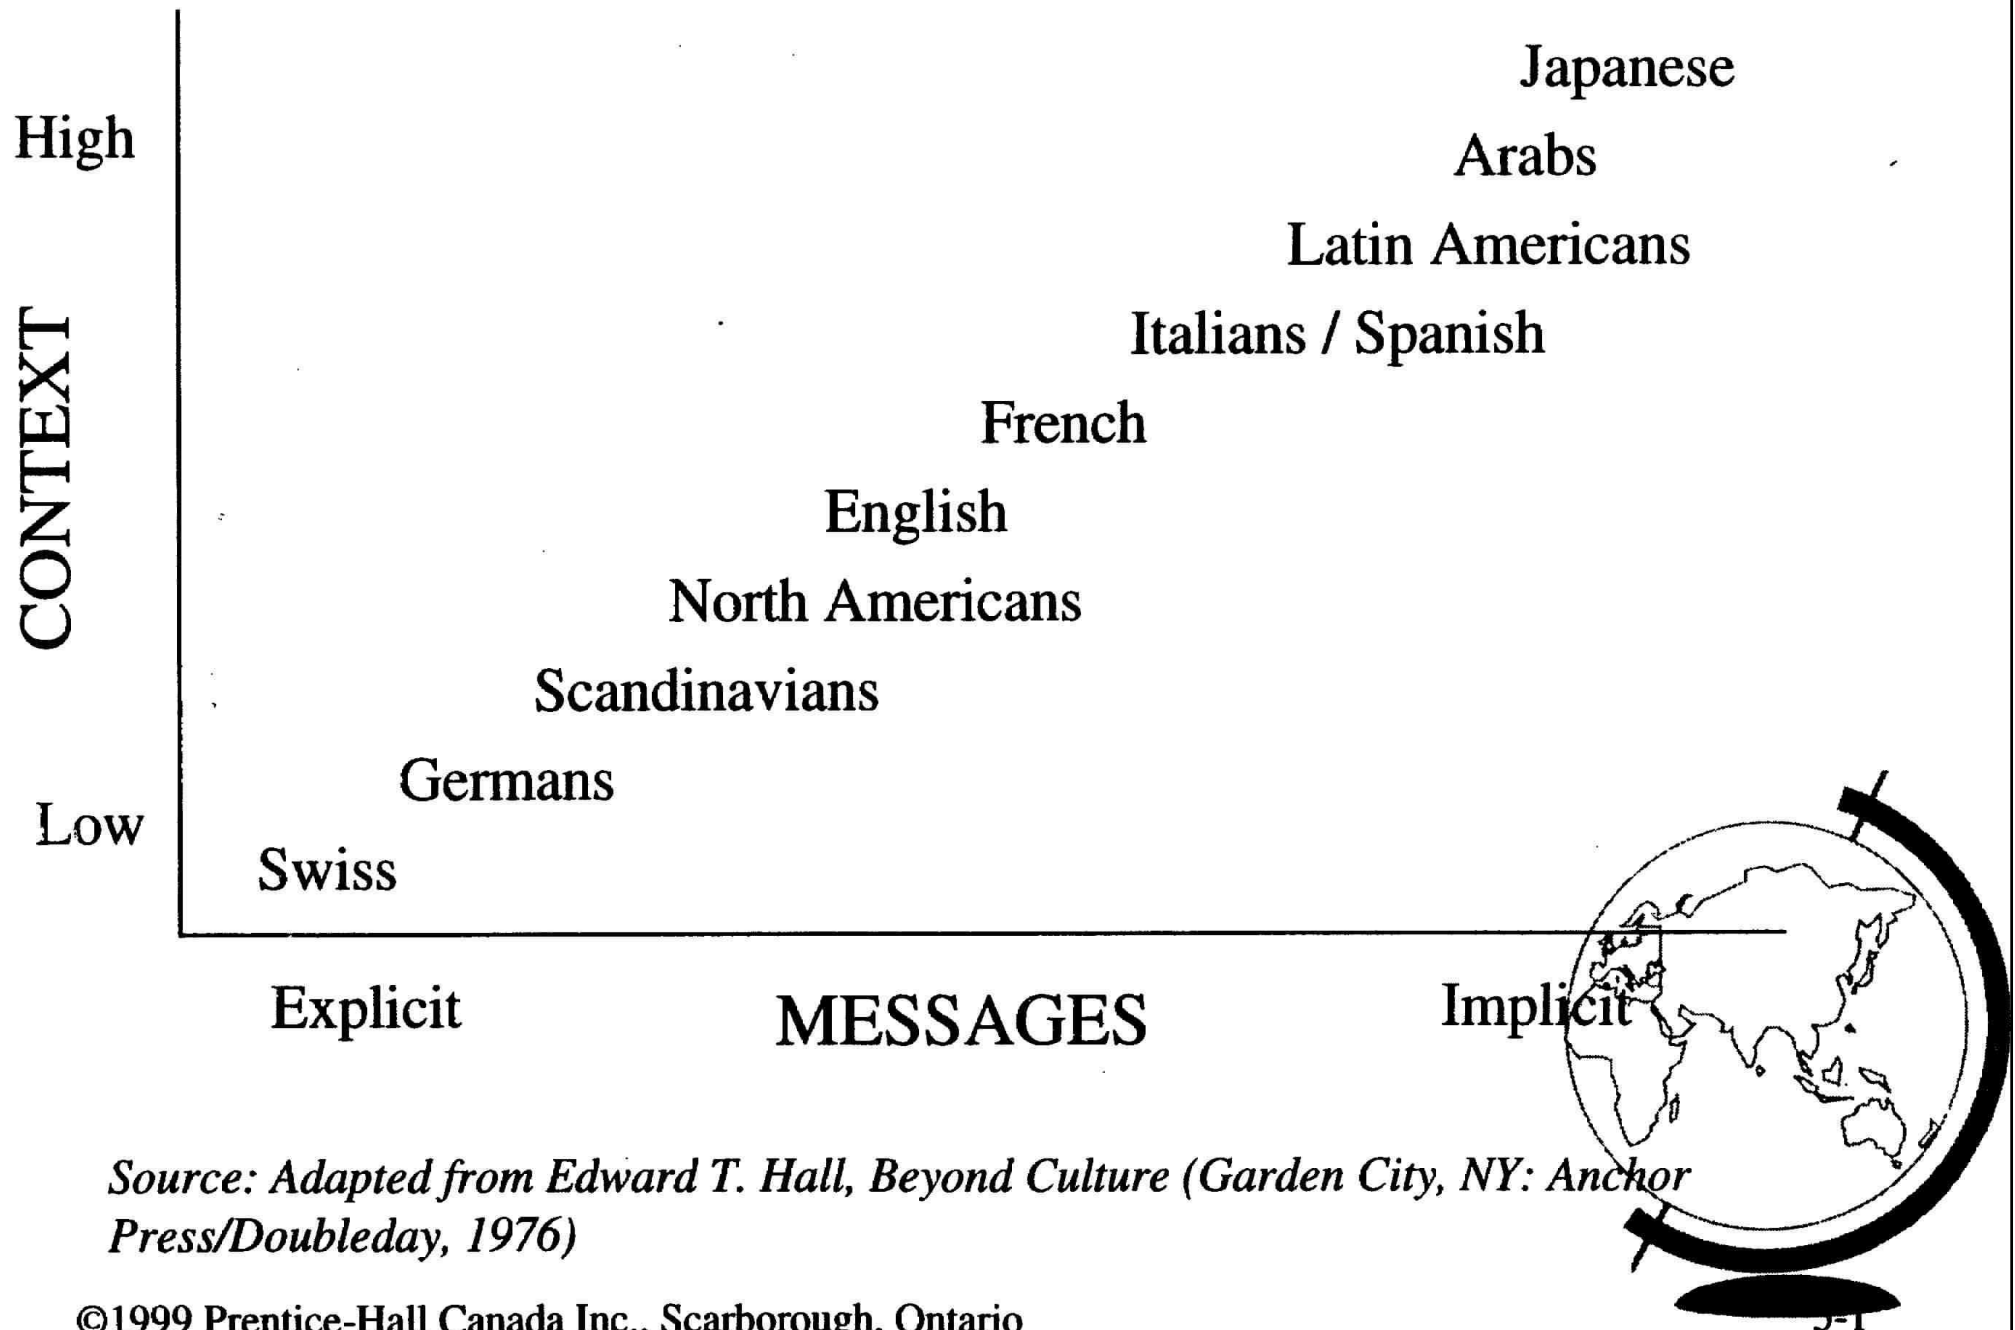 Japanese
High
Arabs
Latin Americans
Italians / Spanish
CONTEXT
French
English
North Americans
Scandinavians
Germans
Low
Swiss
Explicit
MESSAGES
Implicit
Source: Adapted from Edward T. Hall, Beyond Culture (Garden City, NY: Anchor
Press/Doubleday, 1976)
©1999 Prentice-Hall Canada Inc., Scarborough, Ontario